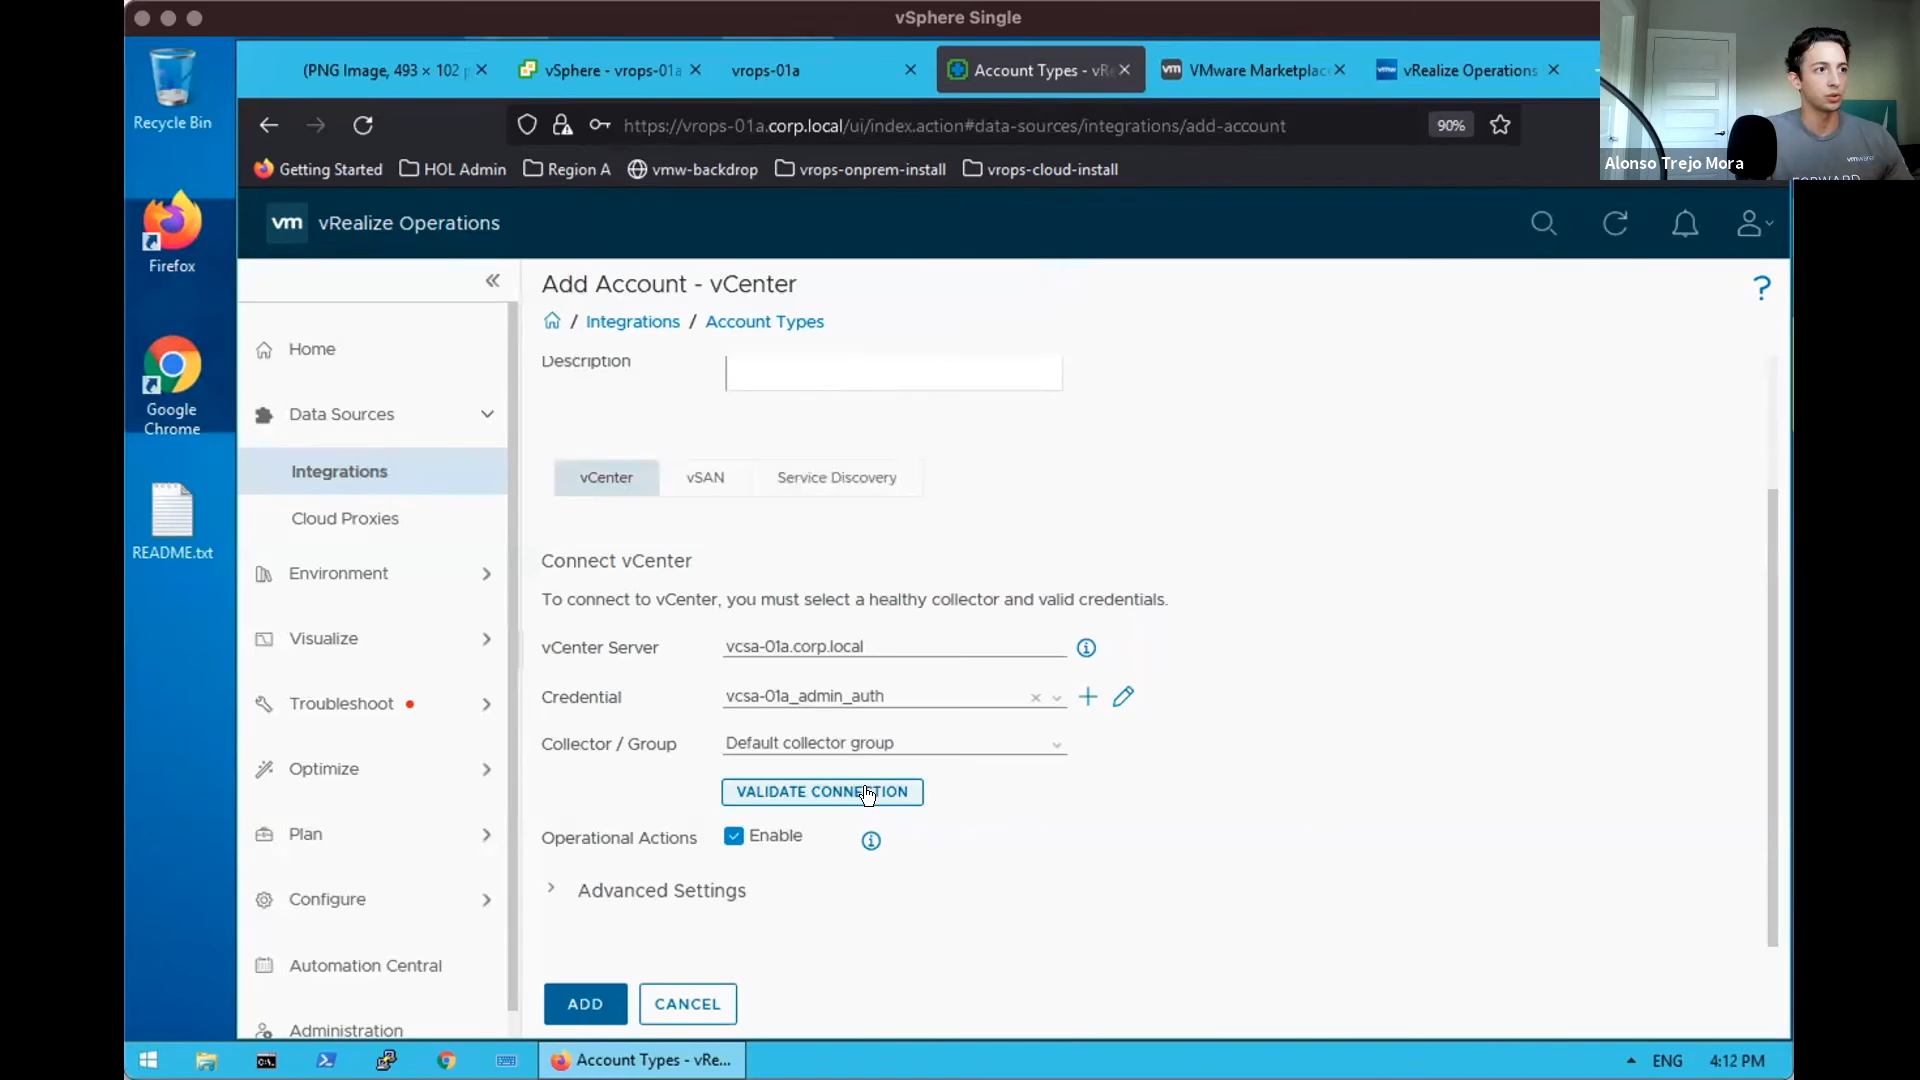 vSphere Single
(PNG Image, 493 × 102 p
vSphere - vrops-01a
vrops-01a
Account Types - vRe
VMware Marketplac
vRealize Operations
https://vrops-01a.corp.local/ui/index.action#data-sources/integrations/add-account
90%
Getting Started
HOL Admin
Region A
vmw-backdrop
vrops-onprem-install
vrops-cloud-install
Alonso Trejo Mora
vmware
FORWARD
Recycle Bin
Firefox
Google
Chrome
README.txt
vm vRealize Operations
Home
Data Sources
Integrations
Cloud Proxies
Environment
Visualize
Troubleshoot
Optimize
Plan
Configure
Automation Central
Administration
Add Account - vCenter
?
/ Integrations / Account Types
Description
vCenter
vSAN
Service Discovery
Connect vCenter
To connect to vCenter, you must select a healthy collector and valid credentials.
vCenter Server
vcsa-01a.corp.local
Credential
vcsa-01a_admin_auth
Collector / Group
Default collector group
VALIDATE CONNECTION
Operational Actions
Enable
Advanced Settings
ADD
CANCEL
Account Types - vRe...
ENG
4:12 PM